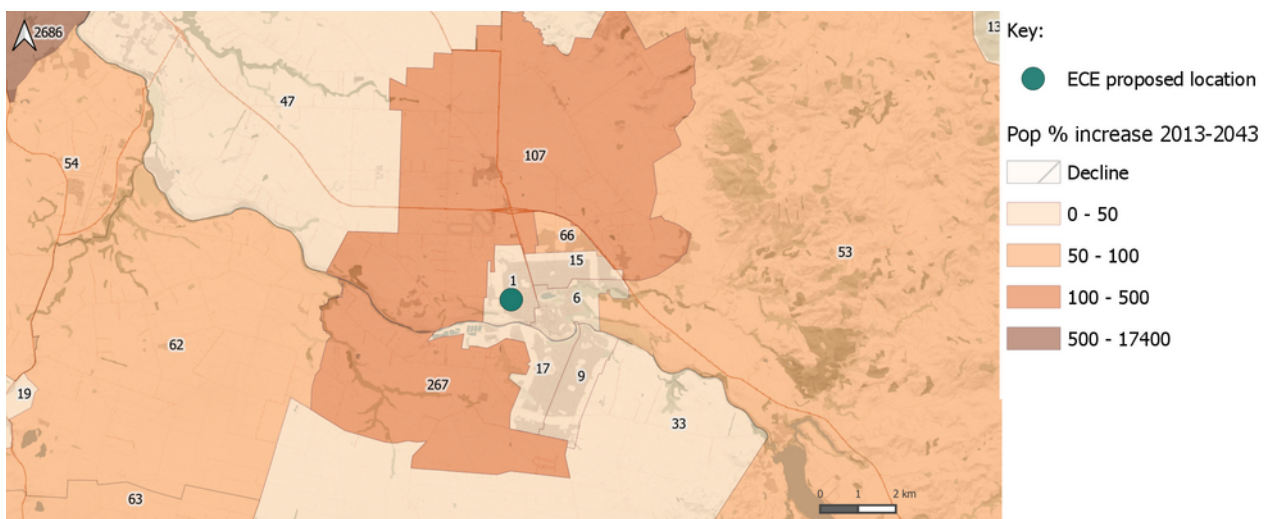 2686
13
47
54
107
66
53
15
1
6
62
17
9
267
19
33
63
0 1 2 km
Key:
ECE proposed location
Pop % increase 2013-2043
Decline
0 - 50
50 - 100
100 - 500
500 - 17400